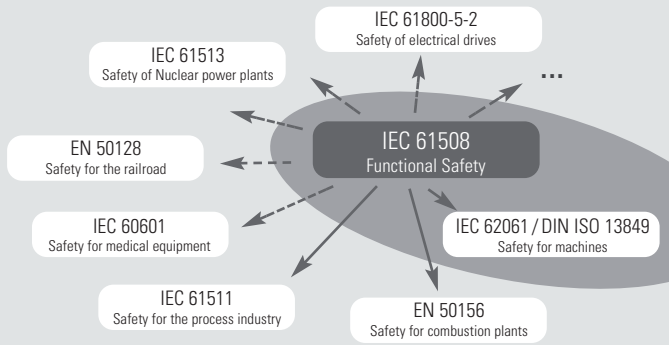 IEC 61800-5-2
Safety of electrical drives
IEC 61513
Safety of Nuclear power plants
...
IEC 61508
Functional Safety
EN 50128
Safety for the railroad
IEC 60601
Safety for medical equipment
IEC 62061 / DIN ISO 13849
Safety for machines
IEC 61511
Safety for the process industry
EN 50156
Safety for combustion plants